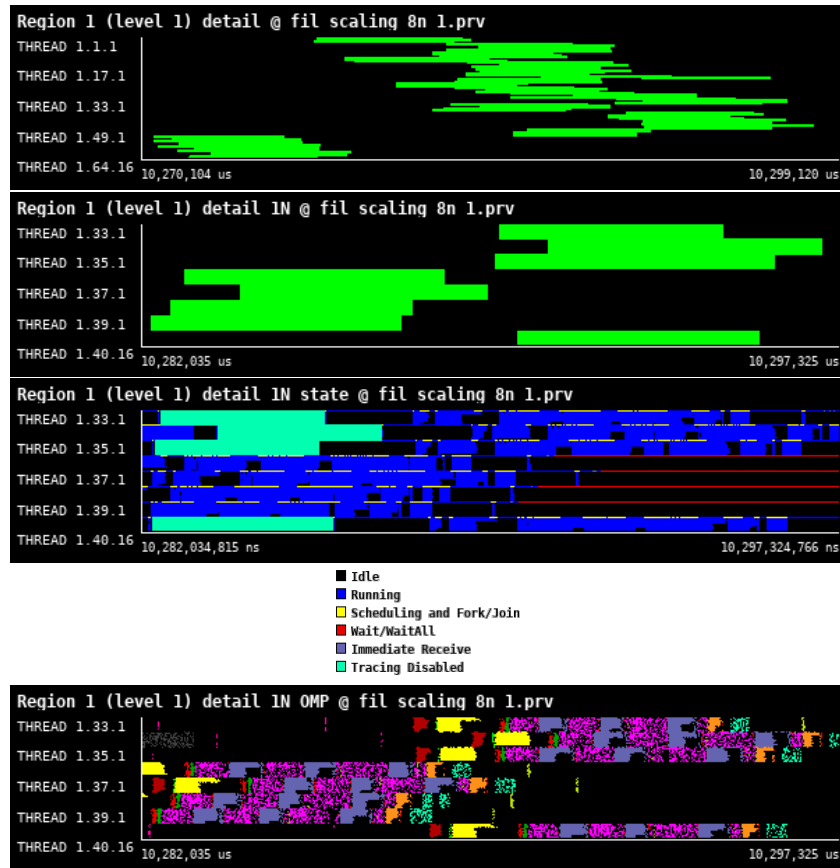 Region 1 (level 1) detail @ fil scaling 8n 1.prv
THREAD 1.1.1
THREAD 1.17.1
THREAD 1.33.1
THREAD 1.49.1
THREAD 1.64.16
10,270,104 us 10,299,120 us
Region 1 (level 1) detail 1N @ fil scaling 8n 1.prv
THREAD 1.33.1
THREAD 1.35.1
THREAD 1.37.1
THREAD 1.39.1
THREAD 1.40.16
10,282,035 us 10,297,325 us
Region 1 (level 1) detail 1N state @ fil scaling 8n 1.prv
THREAD 1.33.1
THREAD 1.35.1
THREAD 1.37.1
THREAD 1.39.1
THREAD 1.40.16
10,282,034,815 ns 10,297,324,766 ns
Idle
Running
Scheduling and Fork/Join
Wait/WaitAll
Immediate Receive
Tracing Disabled
Region 1 (level 1) detail 1N OMP @ fil scaling 8n 1.prv
THREAD 1.33.1
THREAD 1.35.1
THREAD 1.37.1
THREAD 1.39.1
THREAD 1.40.16
10,282,035 us 10,297,325 us